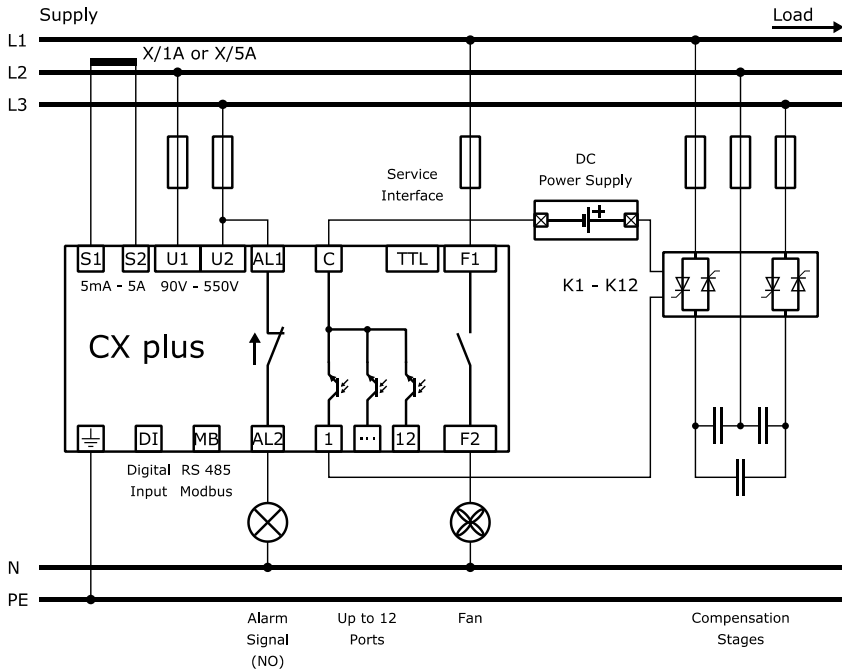 Supply
Load
L1
X/1A or X/5A
L2
L3
Service
Interface
DC
Power Supply
+
S1
S2
U1
U2
AL1
C
TTL
F1
5mA - 5A
90V - 550V
K1 - K12
CX plus
DI
MB
AL2
1
...
12
F2
Digital
Input
RS 485
Modbus
N
PE
Alarm
Signal
(NO)
Up to 12
Ports
Fan
Compensation
Stages